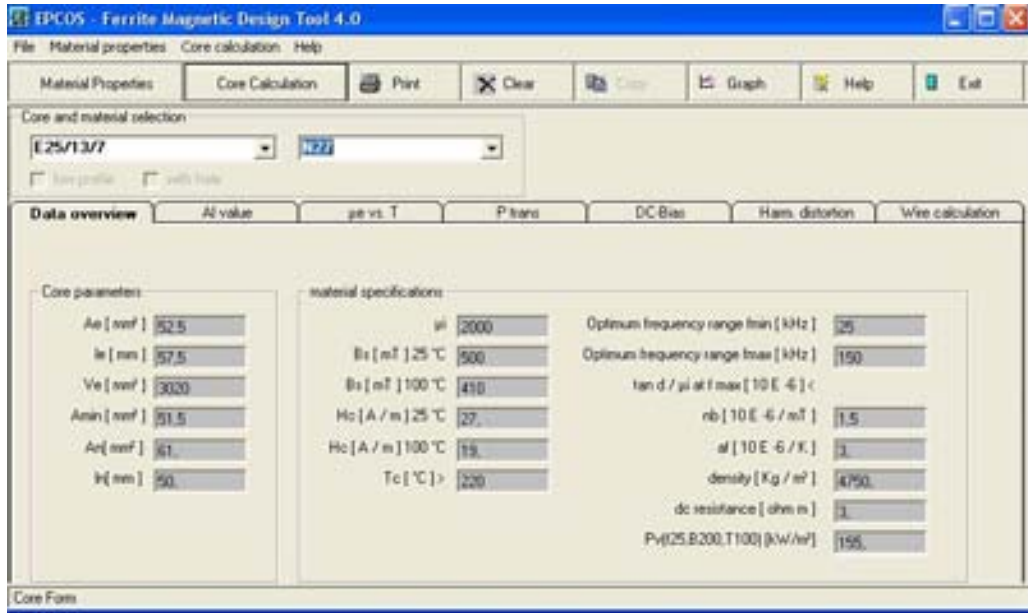 EPCOS - Ferrite Magnetic Design Tool 4.0
File Material properties Core calculation Help
Material Properties Core Calculation Print Clear Copy Graph Help Exit
Core and material selection
E25/13/7 N27
low profile with hole
Data overview Al value µe vs. T P trans DC-Bias Harm. distortion Wire calculation
Core parameters
Ae [ mm² ] 52.5
le [ mm ] 57.5
Ve [ mm³ ] 3020
Amin [ mm² ] 51.5
An[ mm² ] 61.
ln[ mm ] 50.
material specifications
µi 2000
Bs [ mT ] 25 °C 500
Bs [ mT ] 100 °C 410
Hc [ A / m ] 25 °C 27.
Hc [ A / m ] 100 °C 19.
Tc [ °C ] > 220
Optimum frequency range fmin [ kHz ] 25
Optimum frequency range fmax [ kHz ] 150
tan d / µi at f max [ 10 E -6 ] <
nb [ 10 E -6 / mT ] 1.5
af [ 10 E -6 / K ] 3.
density [ Kg / m³ ] 4750.
dc resistance [ ohm m ] 3.
Pv(f25,B200,T100) [kW/m³] 155.
Core Form